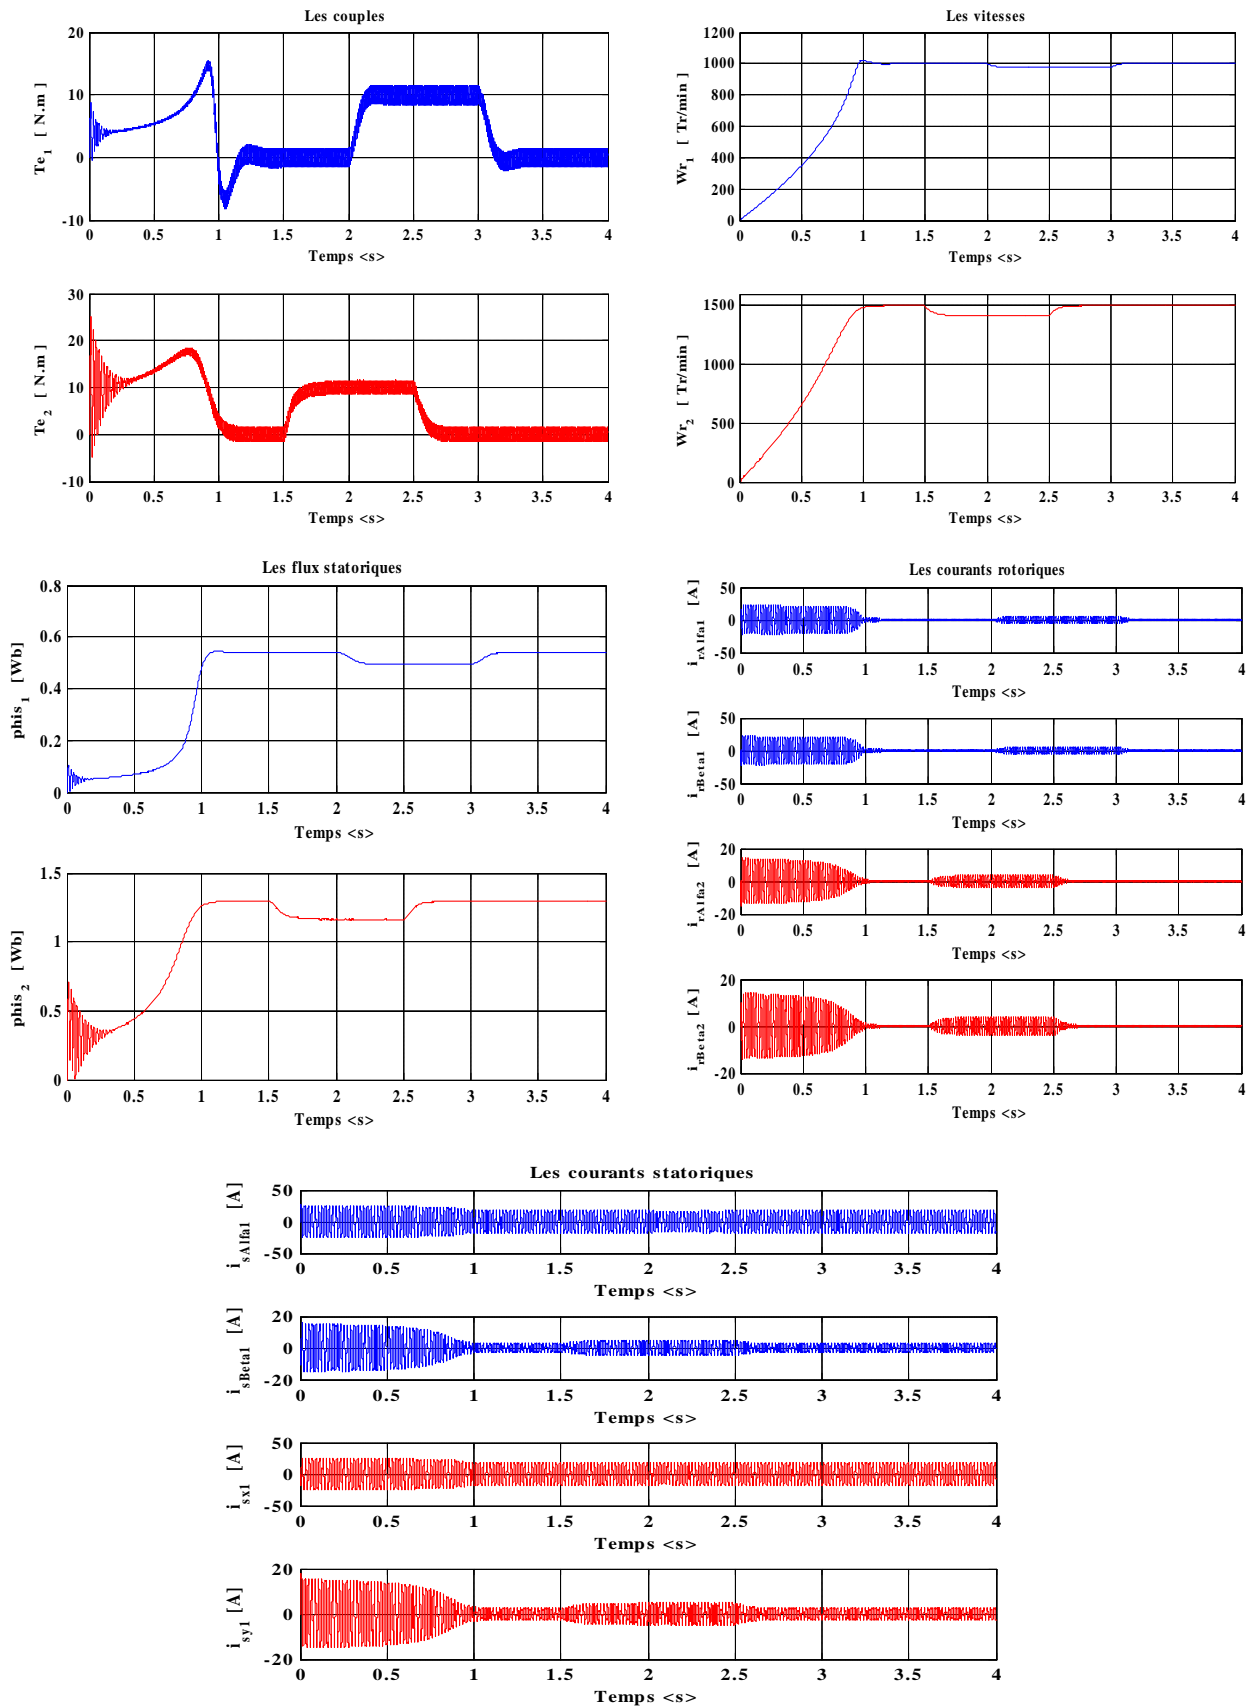 Les couples
20
10
0
-10
Te1 [ N.m ]
0 0.5 1 1.5 2 2.5 3 3.5 4
Temps <s>
30
20
10
0
-10
Te2 [ N.m ]
0 0.5 1 1.5 2 2.5 3 3.5 4
Temps <s>
Les vitesses
1200
1000
800
600
400
200
0
Wr1 [ Tr/min ]
0 0.5 1 1.5 2 2.5 3 3.5 4
Temps <s>
1500
1000
500
0
Wr2 [ Tr/min ]
0 0.5 1 1.5 2 2.5 3 3.5 4
Temps <s>
Les flux statoriques
0.8
0.6
0.4
0.2
0
phis1 [Wb]
0 0.5 1 1.5 2 2.5 3 3.5 4
Temps <s>
1.5
1
0.5
0
phis2 [Wb]
0 0.5 1 1.5 2 2.5 3 3.5 4
Temps <s>
Les courants rotoriques
50
0
-50
irAlfa1 [A]
0 0.5 1 1.5 2 2.5 3 3.5 4
Temps <s>
50
0
-50
irBeta1 [A]
0 0.5 1 1.5 2 2.5 3 3.5 4
Temps <s>
20
0
-20
irAlfa2 [A]
0 0.5 1 1.5 2 2.5 3 3.5 4
Temps <s>
20
0
-20
irBeta2 [A]
0 0.5 1 1.5 2 2.5 3 3.5 4
Temps <s>
Les courants statoriques
50
0
-50
isAlfa1 [A]
0 0.5 1 1.5 2 2.5 3 3.5 4
Temps <s>
20
0
-20
isBeta1 [A]
0 0.5 1 1.5 2 2.5 3 3.5 4
Temps <s>
50
0
-50
isx1 [A]
0 0.5 1 1.5 2 2.5 3 3.5 4
Temps <s>
20
0
-20
isy1 [A]
0 0.5 1 1.5 2 2.5 3 3.5 4
Temps <s>